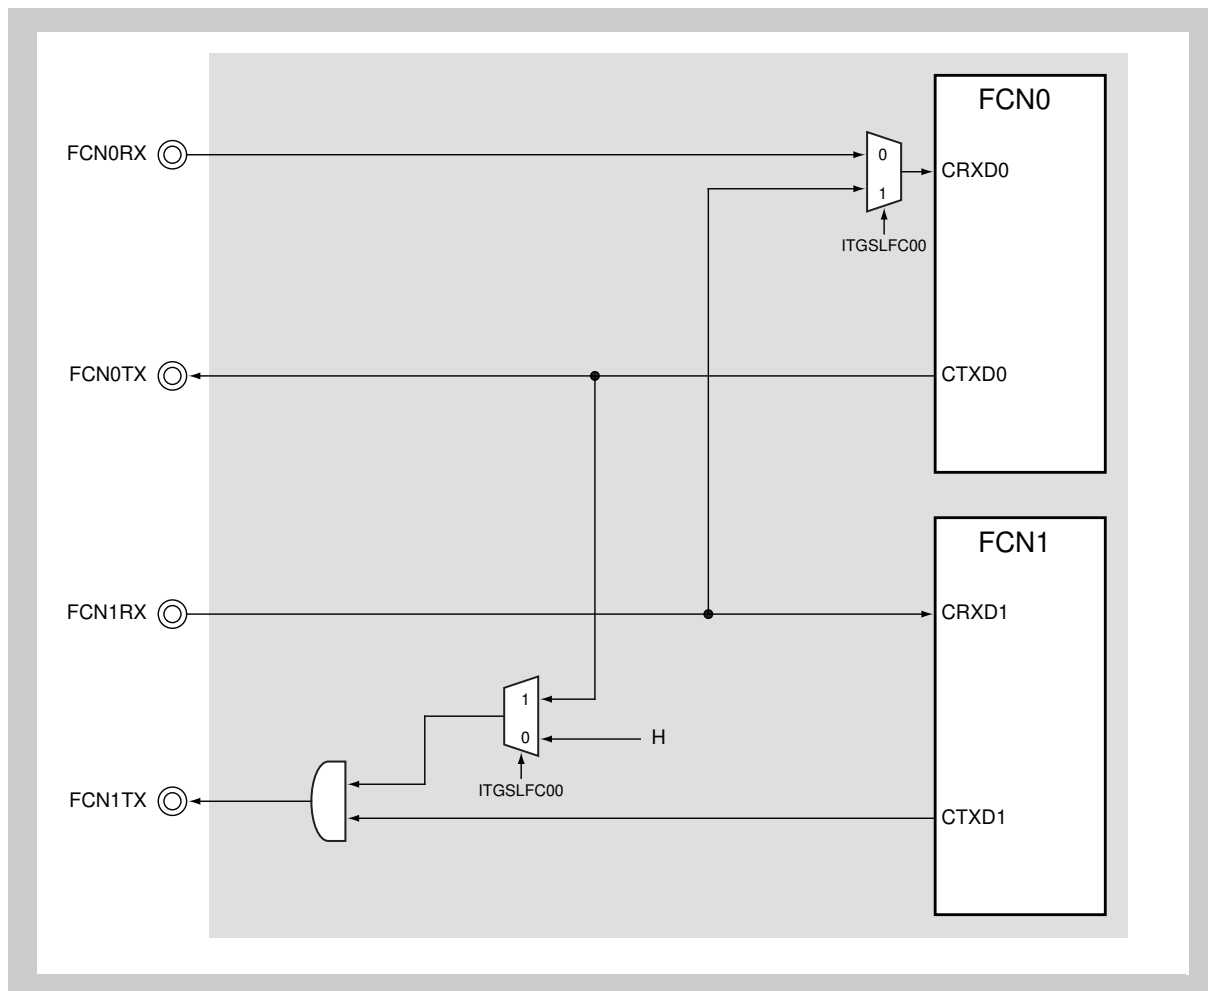 FCN0
FCN0RX
0
CRXD0
1
ITGSLFC00
FCN0TX
CTXD0
FCN1
FCN1RX
CRXD1
1
0
H
ITGSLFC00
FCN1TX
CTXD1